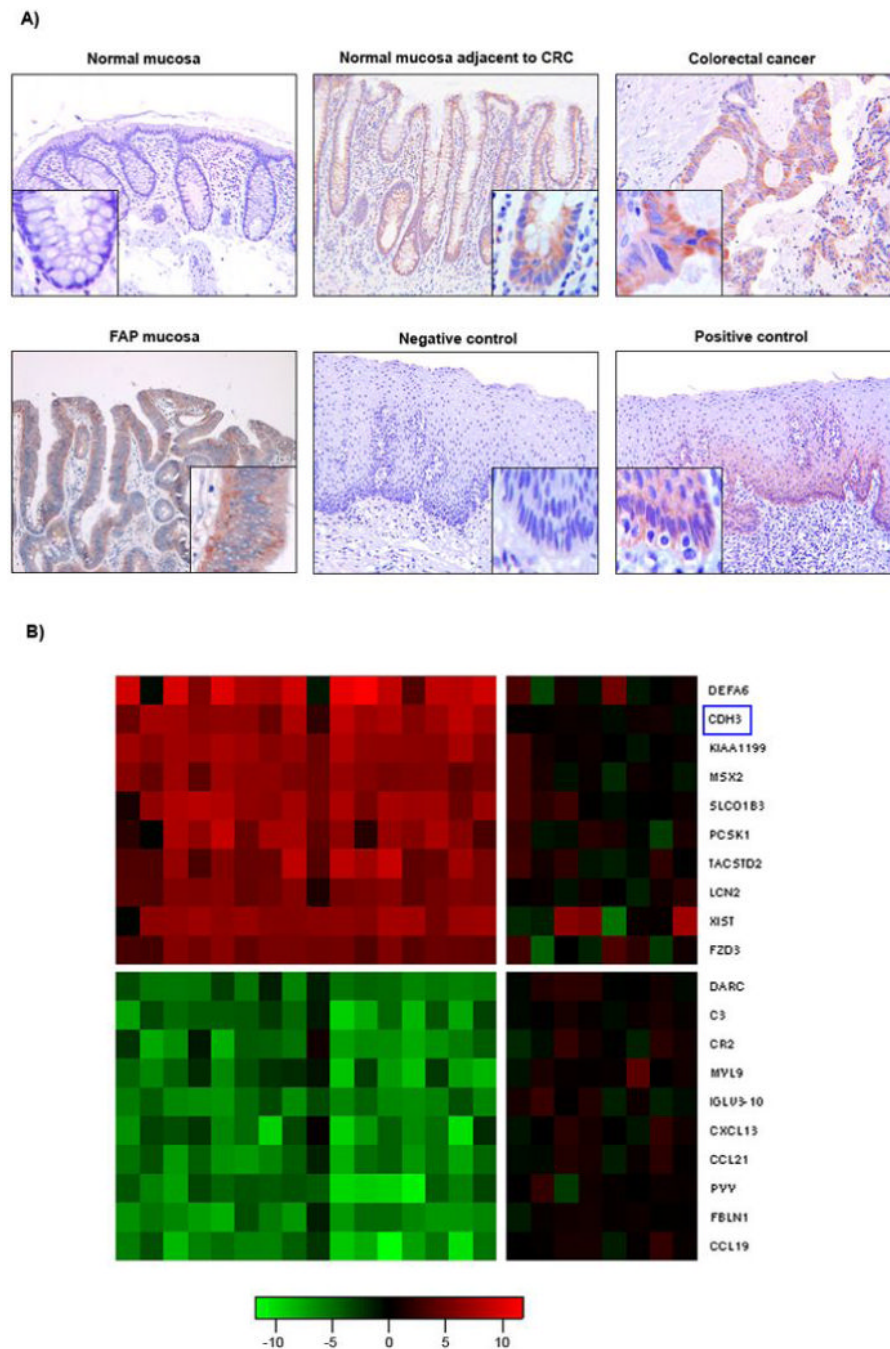 A)
Normal mucosa
Normal mucosa adjacent to CRC
Colorectal cancer
FAP mucosa
Negative control
Positive control
B)
DEFA6
CDH3
KIAA1199
MSX2
SLCO1B3
PCSK1
TACSTD2
LCN2
XIST
FZD3
DARC
C3
CR2
MYL9
IGLV3-10
CXCL13
CCL21
PYY
FBLN1
CCL19
-10 -5 0 5 10